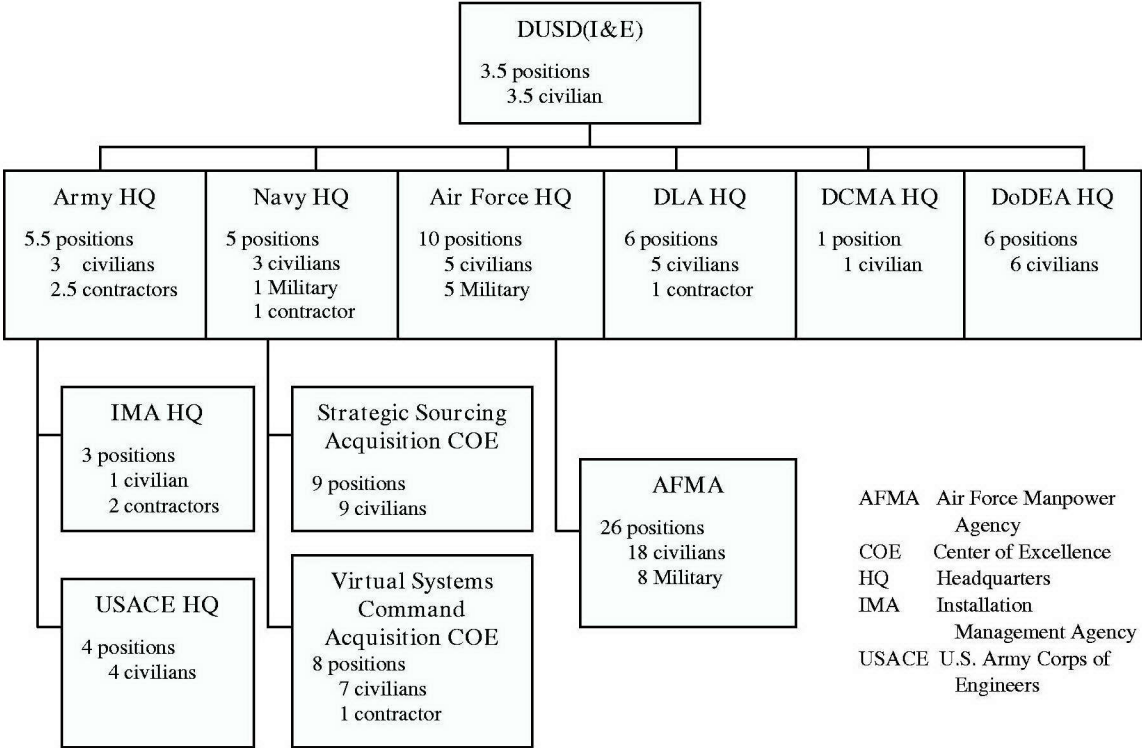 DUSD(I&E)
3.5 positions
3.5 civilian
Army HQ
5.5 positions
3 civilians
2.5 contractors
Navy HQ
5 positions
3 civilians
1 Military
1 contractor
Air Force HQ
10 positions
5 civilians
5 Military
DLA HQ
6 positions
5 civilians
1 contractor
DCMA HQ
1 position
1 civilian
DoDEA HQ
6 positions
6 civilians
IMA HQ
3 positions
1 civilian
2 contractors
USACE HQ
4 positions
4 civilians
Strategic Sourcing
Acquisition COE
9 positions
9 civilians
Virtual Systems
Command
Acquisition COE
8 positions
7 civilians
1 contractor
AFMA
26 positions
18 civilians
8 Military
AFMA Air Force Manpower
Agency
COE Center of Excellence
HQ Headquarters
IMA Installation
Management Agency
USACE U.S. Army Corps of
Engineers